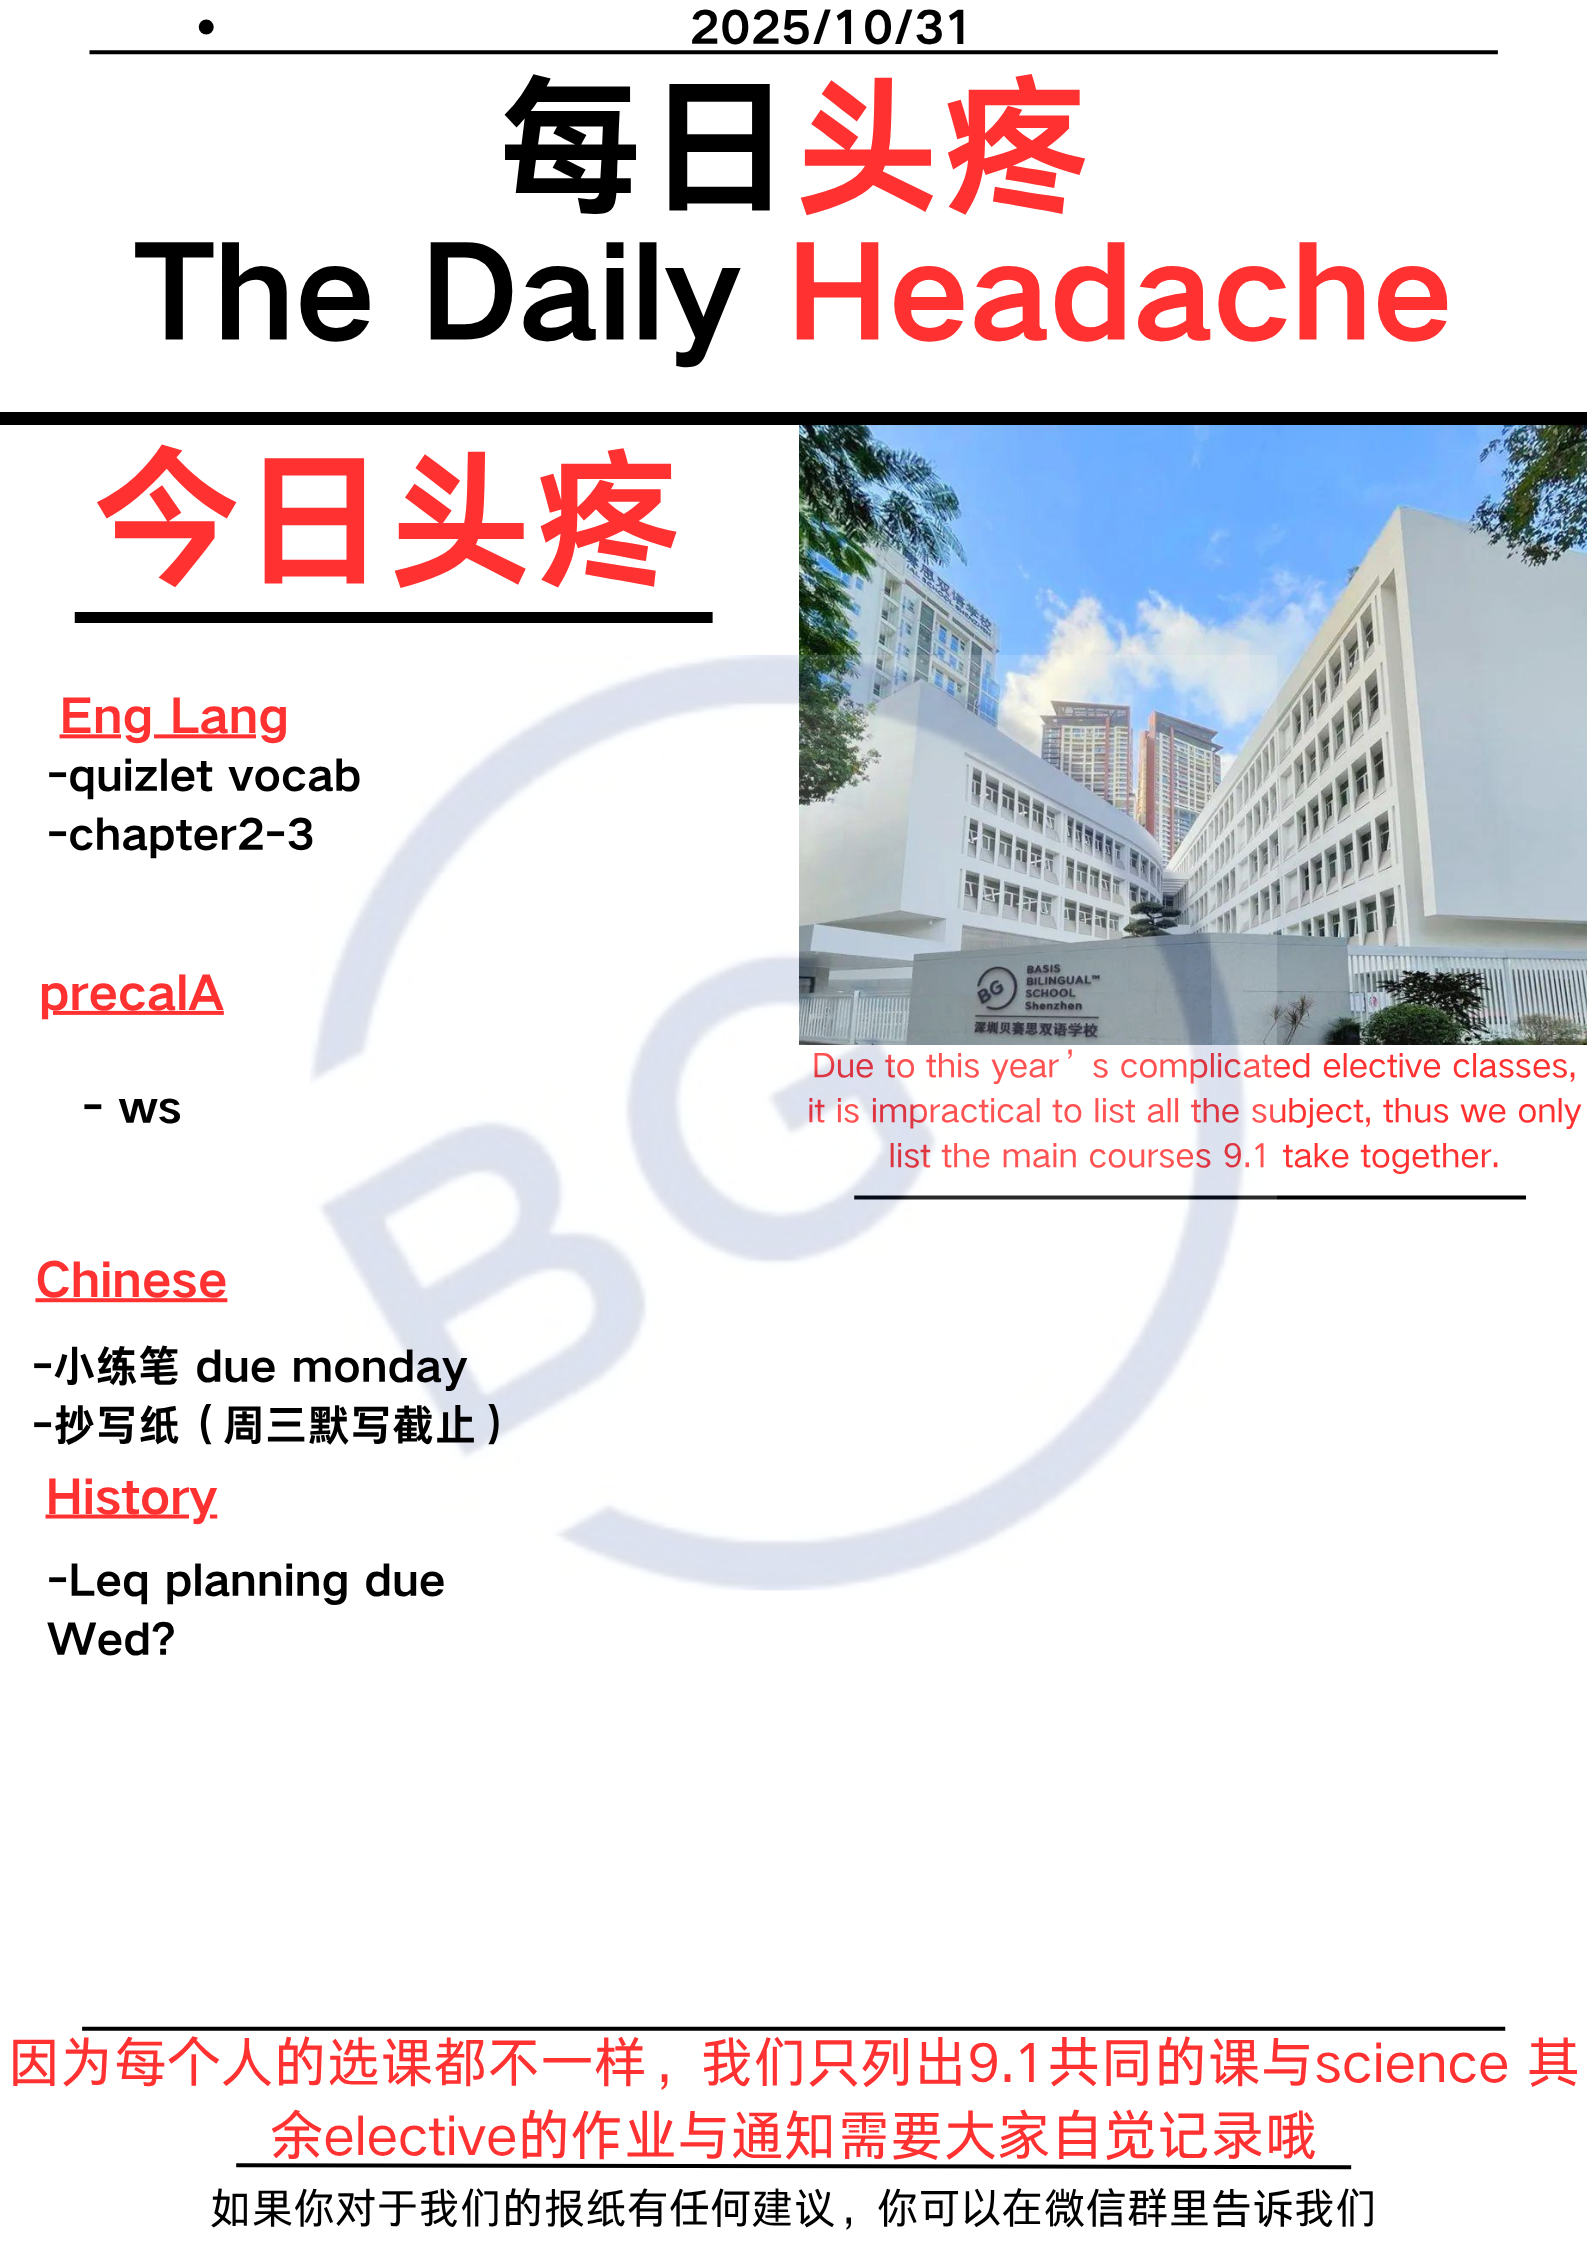 2025/10/31
每日头疼
The Daily Headache
今日头疼
Eng Lang
-quizlet vocab
-chapter2-3
precalA
- ws
Chinese
-小练笔 due monday
-抄写纸（周三默写截止）
History
-Leq planning due
Wed?
BG
赛思双语学校
BG
BASIS
BILINGUAL™
SCHOOL
Shenzhen
深圳贝赛思双语学校
Due to this year’s complicated elective classes,
it is impractical to list all the subject, thus we only
list the main courses 9.1 take together.
因为每个人的选课都不一样，我们只列出9.1共同的课与science 其
余elective的作业与通知需要大家自觉记录哦
如果你对于我们的报纸有任何建议，你可以在微信群里告诉我们